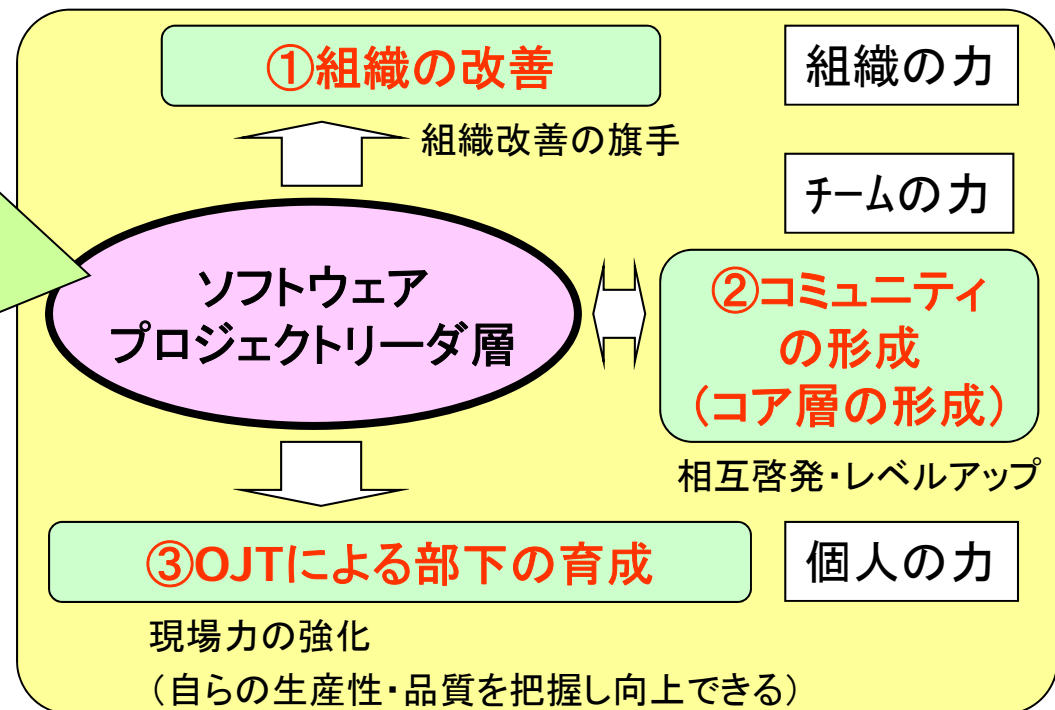 ①組織の改善
組織の力
組織改善の旗手
チームの力
ソフトウェア
プロジェクトリーダ層
②コミュニティ
の形成
(コア層の形成)
相互啓発・レベルアップ
③OJTによる部下の育成
個人の力
現場力の強化
(自らの生産性・品質を把握し向上できる)